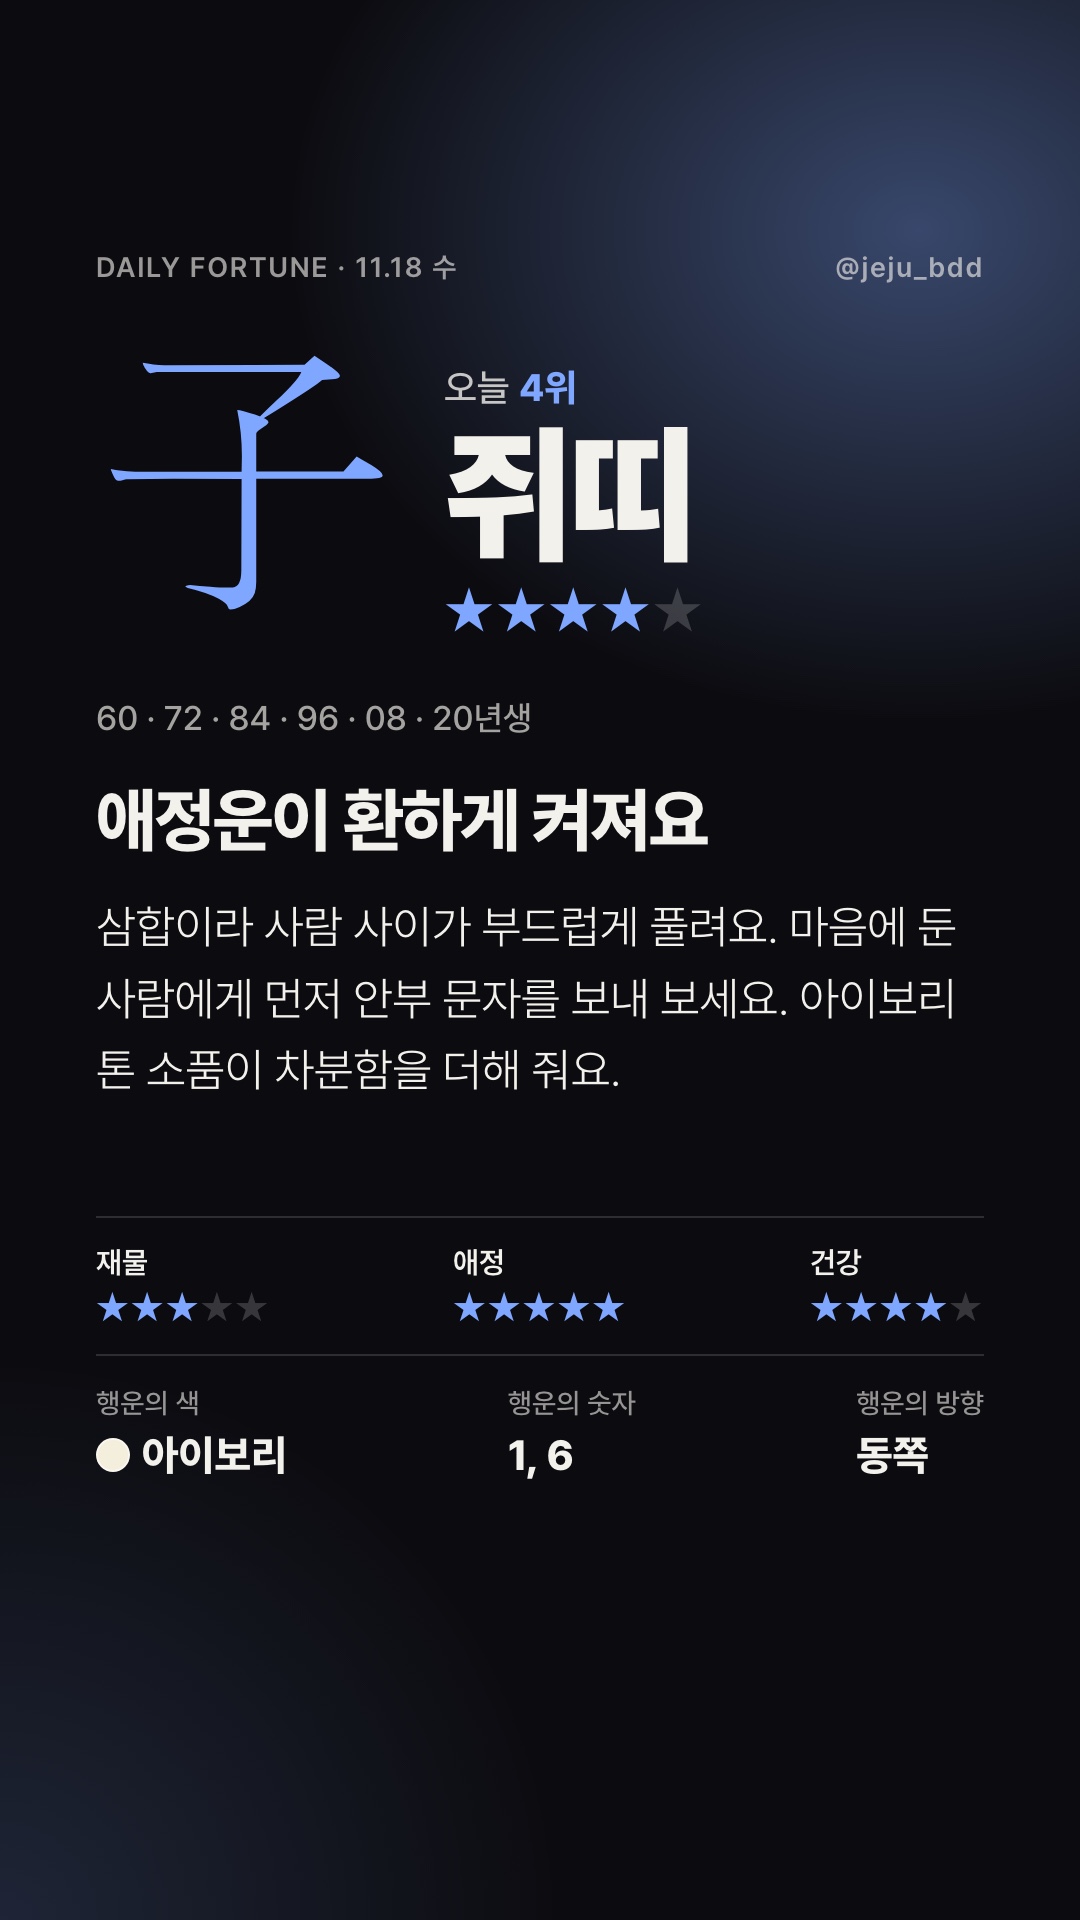 DAILY FORTUNE · 11.18 수
@jeju_bdd
子
오늘 4위
쥐띠
★★★★★
60 · 72 · 84 · 96 · 08 · 20년생
애정운이 환하게 켜져요
삼합이라 사람 사이가 부드럽게 풀려요. 마음에 둔
사람에게 먼저 안부 문자를 보내 보세요. 아이보리
톤 소품이 차분함을 더해 줘요.
재물 애정 건강
★★★★★ ★★★★★ ★★★★★
행운의 색 행운의 숫자 행운의 방향
아이보리 1, 6 동쪽